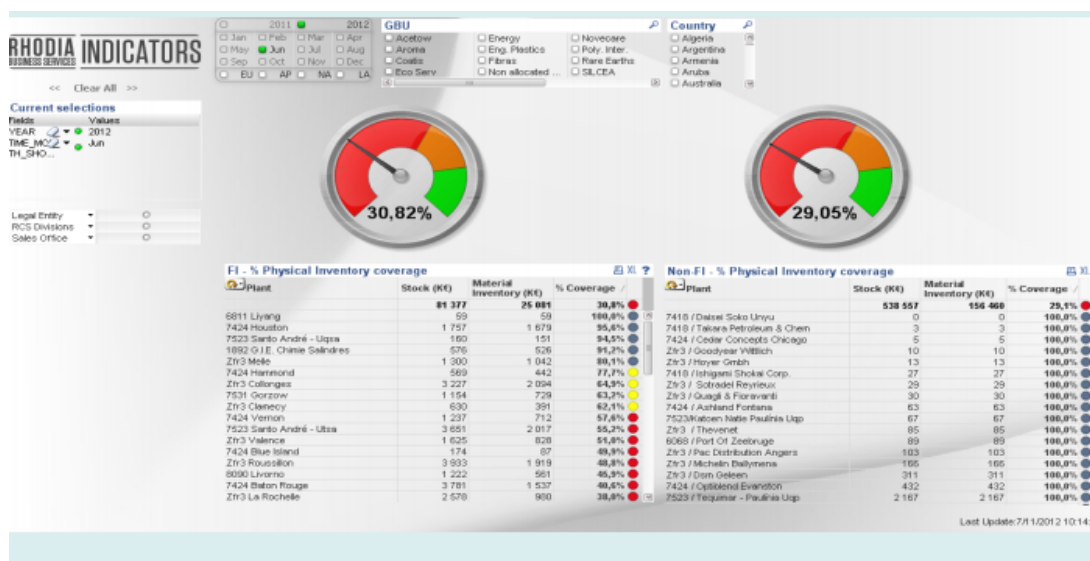 RHODIA INDICATORS
BUSINESS SERVICES
<< Clear All >>
Current selections
Fields Values
YEAR 2012
TIME_MO Jun
TH_SHO...
Legal Entity
RCS Divisions
Sales Office
2011 2012
Jan Feb Mar Apr
May Jun Jul Aug
Sep Oct Nov Dec
EU AP NA LA
GBU
Acetow Energy Novecare
Aroma Eng. Plastics Poly. Inter.
Coatis Fibras Rare Earths
Eco Serv Non allocated ... SILCEA
Country
Algeria
Argentina
Armenia
Aruba
Australia
30,82%
29,05%
FI - % Physical Inventory coverage XL ?
Plant Stock (K€) Material Inventory (K€) % Coverage
81 377 25 081 30,8%
6811 Liyang 59 59 100,0%
7424 Houston 1 757 1 679 95,6%
7523 Santo André - Uqsa 160 151 94,5%
1892 G.I.E. Chimie Salindres 576 526 91,2%
Zfr3 Melle 1 300 1 042 80,1%
7424 Hammond 569 442 77,7%
Zfr3 Collonges 3 227 2 094 64,9%
7531 Gorzow 1 154 729 63,2%
Zfr3 Clamecy 630 391 62,1%
7424 Vernon 1 237 712 57,6%
7523 Santo André - Utsa 3 651 2 017 55,2%
Zfr3 Valence 1 625 828 51,0%
7424 Blue Island 174 87 49,9%
Zfr3 Roussillon 3 933 1 919 48,8%
8090 Livorno 1 222 561 45,9%
7424 Baton Rouge 3 781 1 537 40,6%
Zfr3 La Rochelle 2 578 980 38,0%
Non-FI - % Physical Inventory coverage XL
Plant Stock (K€) Material Inventory (K€) % Coverage
538 557 156 460 29,1%
7418 / Daisei Soko Unyu 0 0 100,0%
7418 / Takara Petroleum & Chem 3 3 100,0%
7424 / Cedar Concepts Chicago 5 5 100,0%
Zfr3 / Goodyear Wittlich 10 10 100,0%
Zfr3 / Hoyer Gmbh 13 13 100,0%
7418 / Ishigami Shokai Corp. 27 27 100,0%
Zfr3 / Sotradel Reyrieux 29 29 100,0%
Zfr3 / Quagli & Fioravanti 30 30 100,0%
7424 / Ashland Fontana 63 63 100,0%
7523/Katoen Natie Paulínia Uqp 67 67 100,0%
Zfr3 / Thevenet 85 85 100,0%
6068 / Port Of Zeebruge 89 89 100,0%
Zfr3 / Pac Distribution Angers 103 103 100,0%
Zfr3 / Michelin Ballymena 166 166 100,0%
Zfr3 / Dsm Geleen 311 311 100,0%
7424 / Optiblend Evanston 432 432 100,0%
7523 / Tequimar - Paulínia Uqp 2 167 2 167 100,0%
Last Update:7/11/2012 10:14: